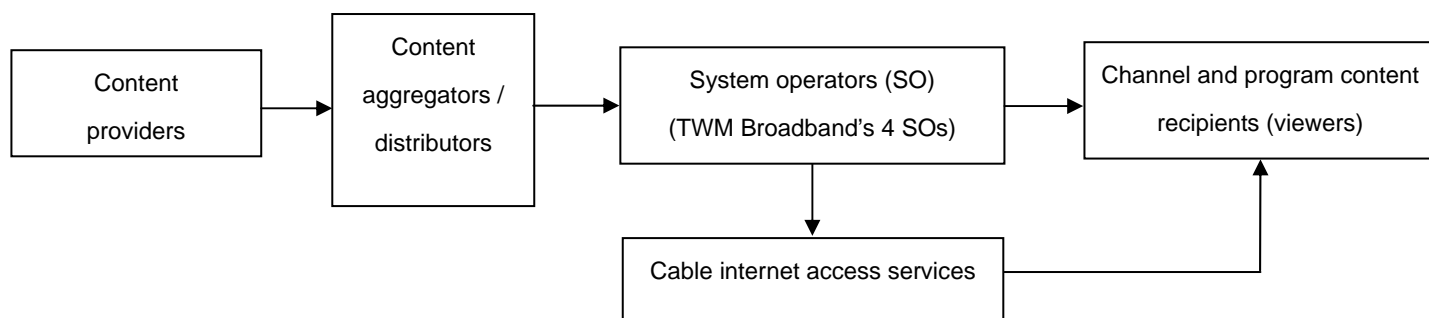 Content
providers
Content
aggregators /
distributors
System operators (SO)
(TWM Broadband’s 4 SOs)
Channel and program content
recipients (viewers)
Cable internet access services